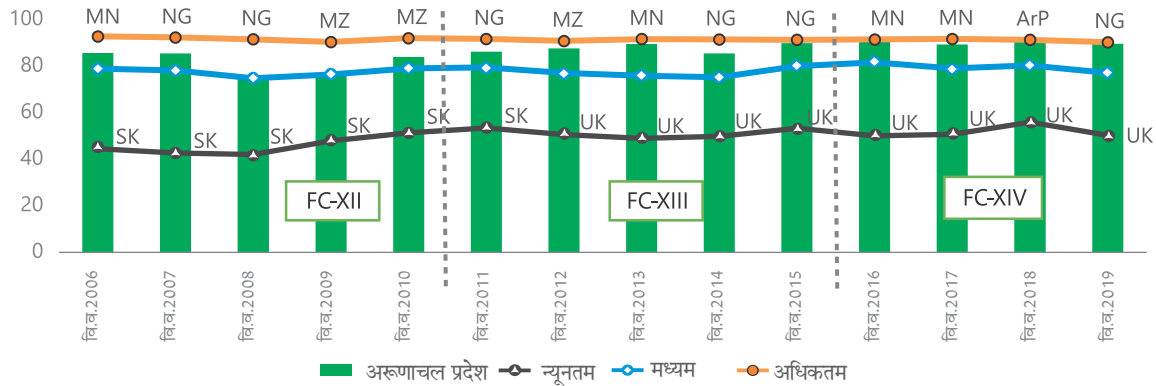 100
80
60
40
20
0
MN NG NG MZ MZ NG MZ MN NG NG MN MN ArP NG
SK SK SK SK SK SK UK UK UK UK UK UK UK UK
FC-XII FC-XIII FC-XIV
वि.व.2006 वि.व.2007 वि.व.2008 वि.व.2009 वि.व.2010 वि.व.2011 वि.व.2012 वि.व.2013 वि.व.2014 वि.व.2015 वि.व.2016 वि.व.2017 वि.व.2018 वि.व.2019
अरूणाचल प्रदेश न्यूनतम मध्यम अधिकतम